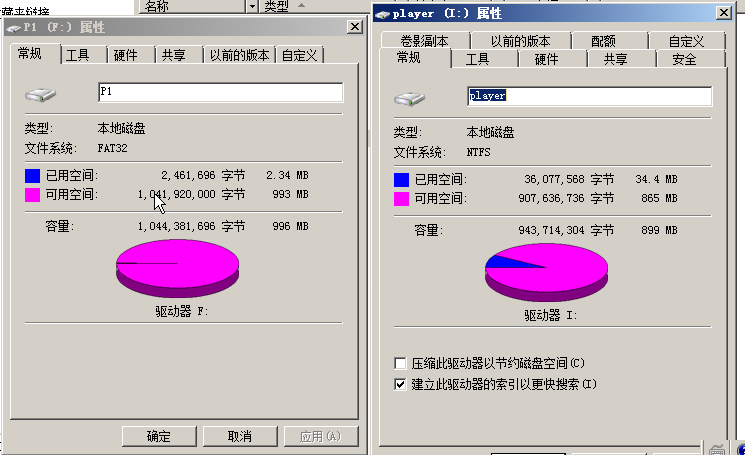 藏夹链接
名称
类型
P1 (F:) 属性
常规 工具 硬件 共享 以前的版本 自定义
P1
类型: 本地磁盘
文件系统: FAT32
已用空间: 2,461,696 字节 2.34 MB
可用空间: 1,041,920,000 字节 993 MB
容量: 1,044,381,696 字节 996 MB
驱动器 F:
确定 取消 应用(A)
player (I:) 属性
卷影副本 以前的版本 配额 自定义
常规 工具 硬件 共享 安全
player
类型: 本地磁盘
文件系统: NTFS
已用空间: 36,077,568 字节 34.4 MB
可用空间: 907,636,736 字节 865 MB
容量: 943,714,304 字节 899 MB
驱动器 I:
压缩此驱动器以节约磁盘空间(C)
建立此驱动器的索引以更快搜索(I)